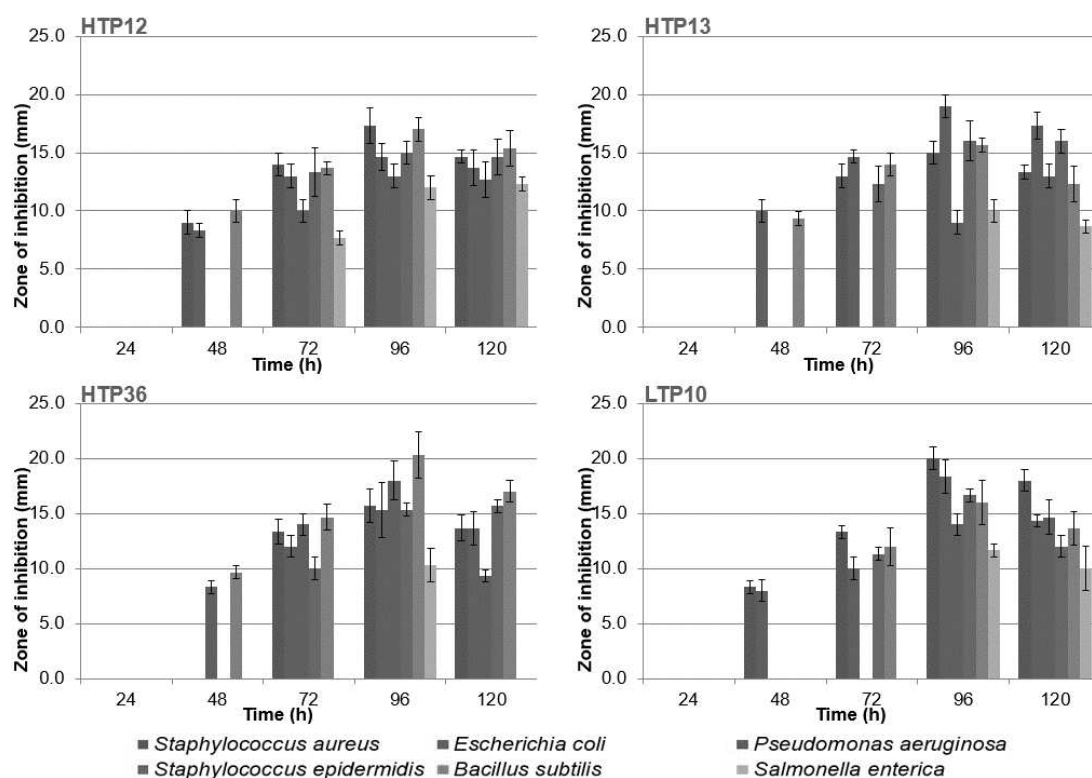 HTP12
25.0
20.0
15.0
10.0
5.0
0.0
Zone of inhibition (mm)
24 48 72 96 120
Time (h)
HTP13
25.0
20.0
15.0
10.0
5.0
0.0
Zone of inhibition (mm)
24 48 72 96 120
Time (h)
HTP36
25.0
20.0
15.0
10.0
5.0
0.0
Zone of inhibition (mm)
24 48 72 96 120
Time (h)
LTP10
25.0
20.0
15.0
10.0
5.0
0.0
Zone of inhibition (mm)
24 48 72 96 120
Time (h)
Staphylococcus aureus Escherichia coli Pseudomonas aeruginosa
Staphylococcus epidermidis Bacillus subtilis Salmonella enterica